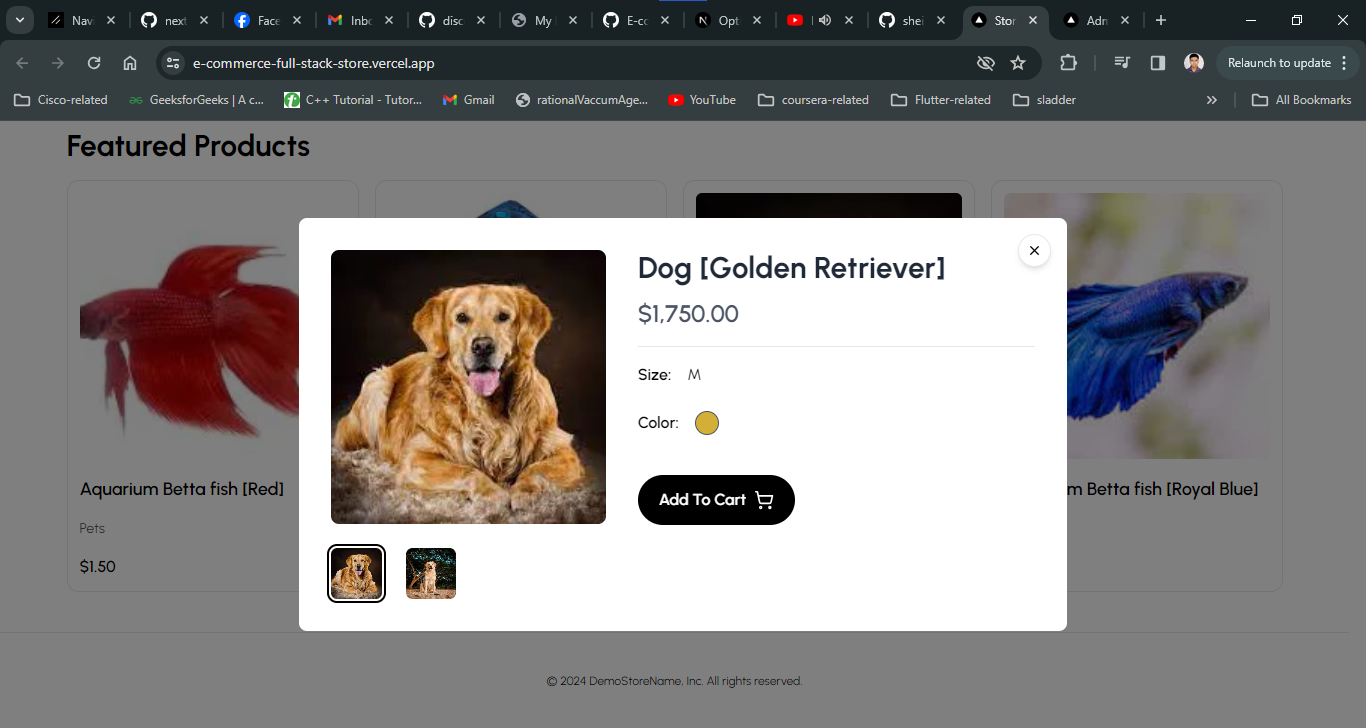 Navi
next
Face
Inbo
disc
My
E-co
Opt
shei
Stor
Adn
e-commerce-full-stack-store.vercel.app
Relaunch to update
Cisco-related
GeeksforGeeks | A c...
C++ Tutorial - Tutor...
Gmail
rationalVaccumAge...
YouTube
coursera-related
Flutter-related
sladder
All Bookmarks
Featured Products
Dog [Golden Retriever]
$1,750.00
Size: M
Color:
Add To Cart
Aquarium Betta fish [Red]
Pets
$1.50
m Betta fish [Royal Blue]
© 2024 DemoStoreName, Inc. All rights reserved.